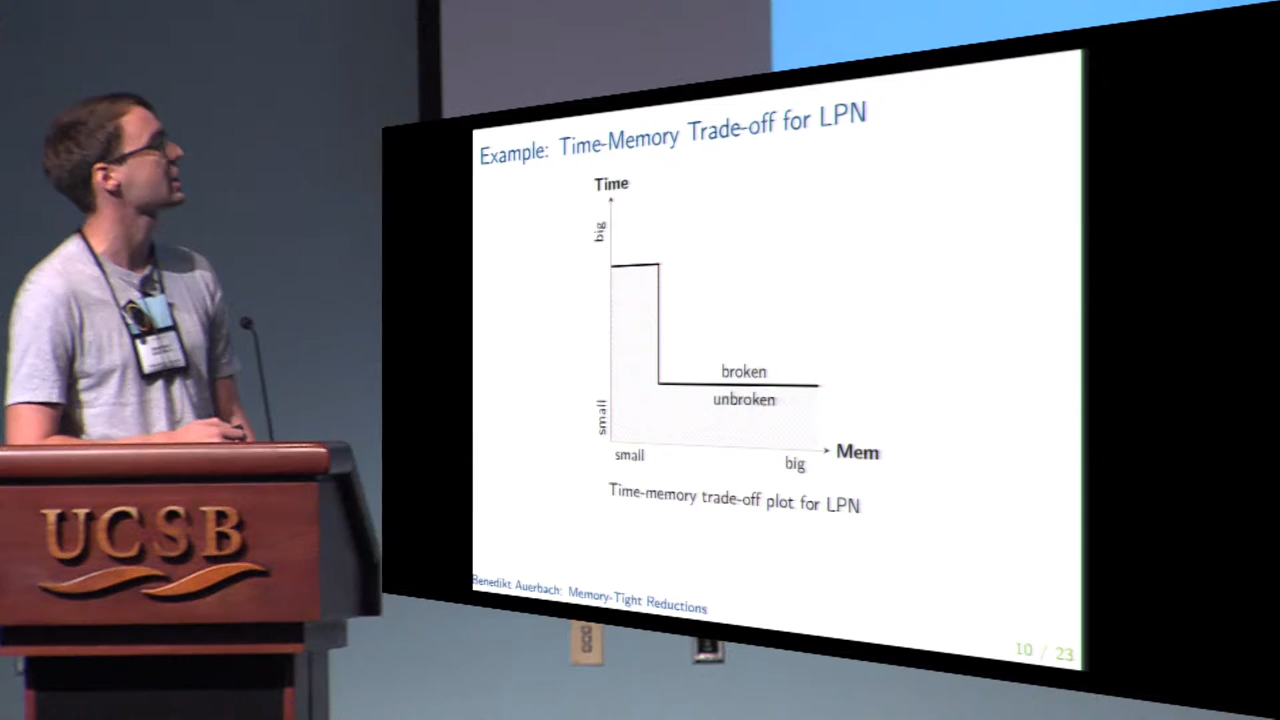 Example: Time-Memory Trade-off for LPN
Time
big
broken
unbroken
small
small
big
Mem
Time-memory trade-off plot for LPN
Benedikt Auerbach: Memory-Tight Reductions
10 / 23
UCSB